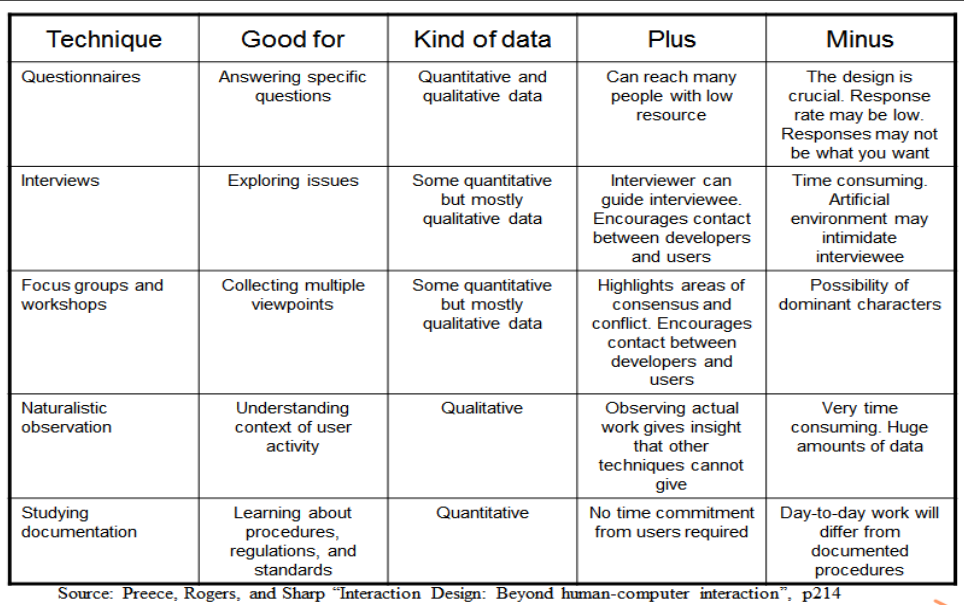 Technique Good for Kind of data Plus Minus
Questionnaires
Answering specific
questions
Quantitative and
qualitative data
Can reach many
people with low
resource
The design is
crucial. Response
rate may be low.
Responses may not
be what you want
Interviews
Exploring issues
Some quantitative
but mostly
qualitative data
Interviewer can
guide interviewee.
Encourages contact
between developers
and users
Time consuming.
Artificial
environment may
intimidate
interviewee
Focus groups and
workshops
Collecting multiple
viewpoints
Some quantitative
but mostly
qualitative data
Highlights areas of
consensus and
conflict. Encourages
contact between
developers and
users
Possibility of
dominant characters
Naturalistic
observation
Understanding
context of user
activity
Qualitative
Observing actual
work gives insight
that other
techniques cannot
give
Very time
consuming. Huge
amounts of data
Studying
documentation
Learning about
procedures,
regulations, and
standards
Quantitative
No time commitment
from users required
Day-to-day work will
differ from
documented
procedures
Source: Preece, Rogers, and Sharp “Interaction Design: Beyond human-computer interaction”, p214